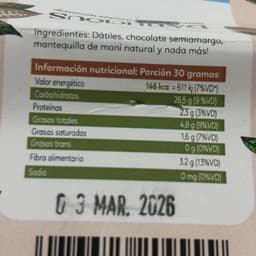 Ingredientes: Dátiles, chocolate semiamargo,
mantequilla de maní natural y nada más!
Información nutricional: Porción 30 gramos
Valor energético 146 kcal = 611 kj (7%VD*)
Carbohidratos 26,5 g (9 %VD)
Proteínas 2,3 g (3%VD)
Grasas totales 4,8 g (9%VD)
Grasas saturadas 1,6 g (7%VD)
Grasas trans 0 g (0%VD)
Fibra alimentaria 3,2 g (13%VD)
Sodio 0 mg (0%VD)
0 3 MAR. 2026